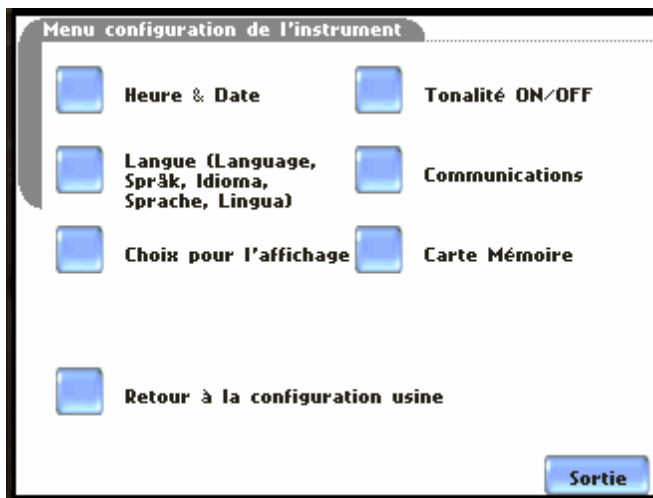 Menu configuration de l'instrument
Heure & Date
Tonalité ON/OFF
Langue (Language,
Språk, Idioma,
Sprache, Lingua)
Communications
Choix pour l'affichage
Carte Mémoire
Retour à la configuration usine
Sortie